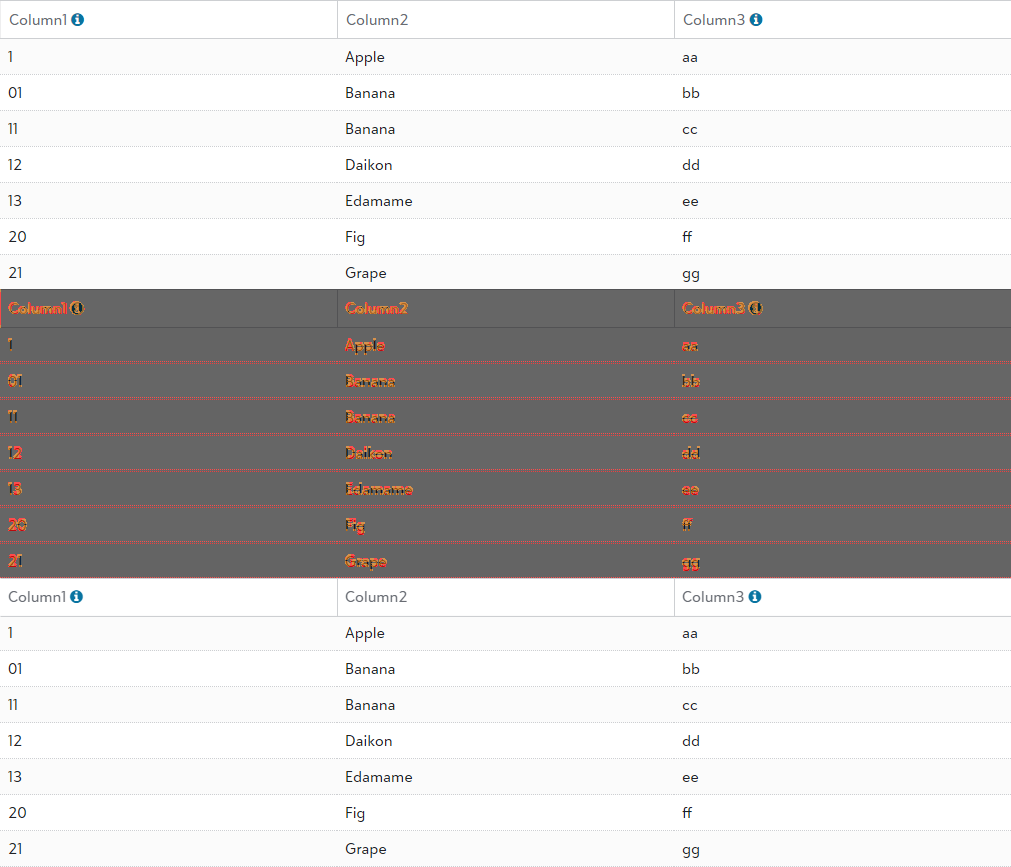 Column1 Column2 Column3
1 Apple aa
01 Banana bb
11 Banana cc
12 Daikon dd
13 Edamame ee
20 Fig ff
21 Grape gg
Column1 Column2 Column3
1 Apple aa
01 Banana bb
11 Banana cc
12 Daikon dd
13 Edamame ee
20 Fig ff
21 Grape gg
Column1 Column2 Column3
1 Apple aa
01 Banana bb
11 Banana cc
12 Daikon dd
13 Edamame ee
20 Fig ff
21 Grape gg